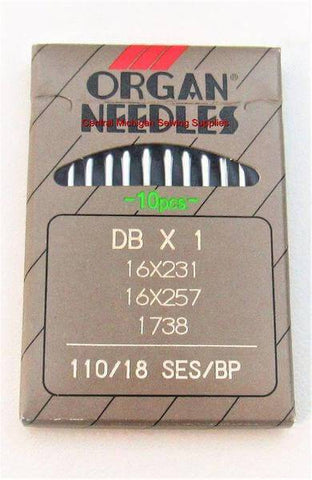 ORGAN®
NEEDLES
Central Michigan Sewing Supplies
-10pcs-
DB X 1
16X231
16X257
1738
110/18 SES/BP